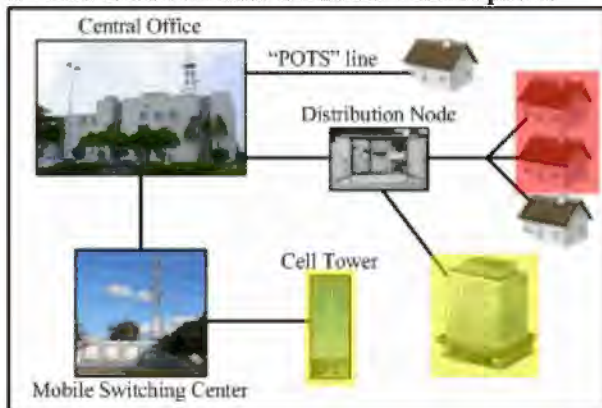 Central Office
"POTS" line
Distribution Node
Cell Tower
Mobile Switching Center